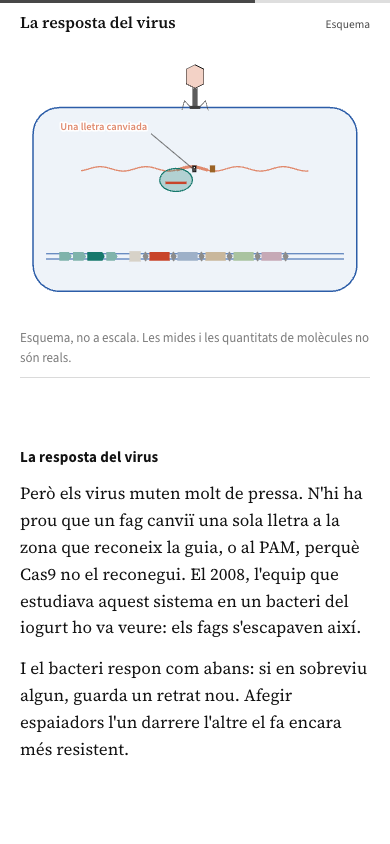 La resposta del virus
Esquema
Una lletra canviada
Esquema, no a escala. Les mides i les quantitats de molècules no
són reals.
La resposta del virus
Però els virus muten molt de pressa. N'hi ha
prou que un fag canviï una sola lletra a la
zona que reconeix la guia, o al PAM, perquè
Cas9 no el reconegui. El 2008, l'equip que
estudiava aquest sistema en un bacteri del
iogurt ho va veure: els fags s'escapaven així.
I el bacteri respon com abans: si en sobreviu
algun, guarda un retrat nou. Afegir
espaiadors l'un darrere l'altre el fa encara
més resistent.